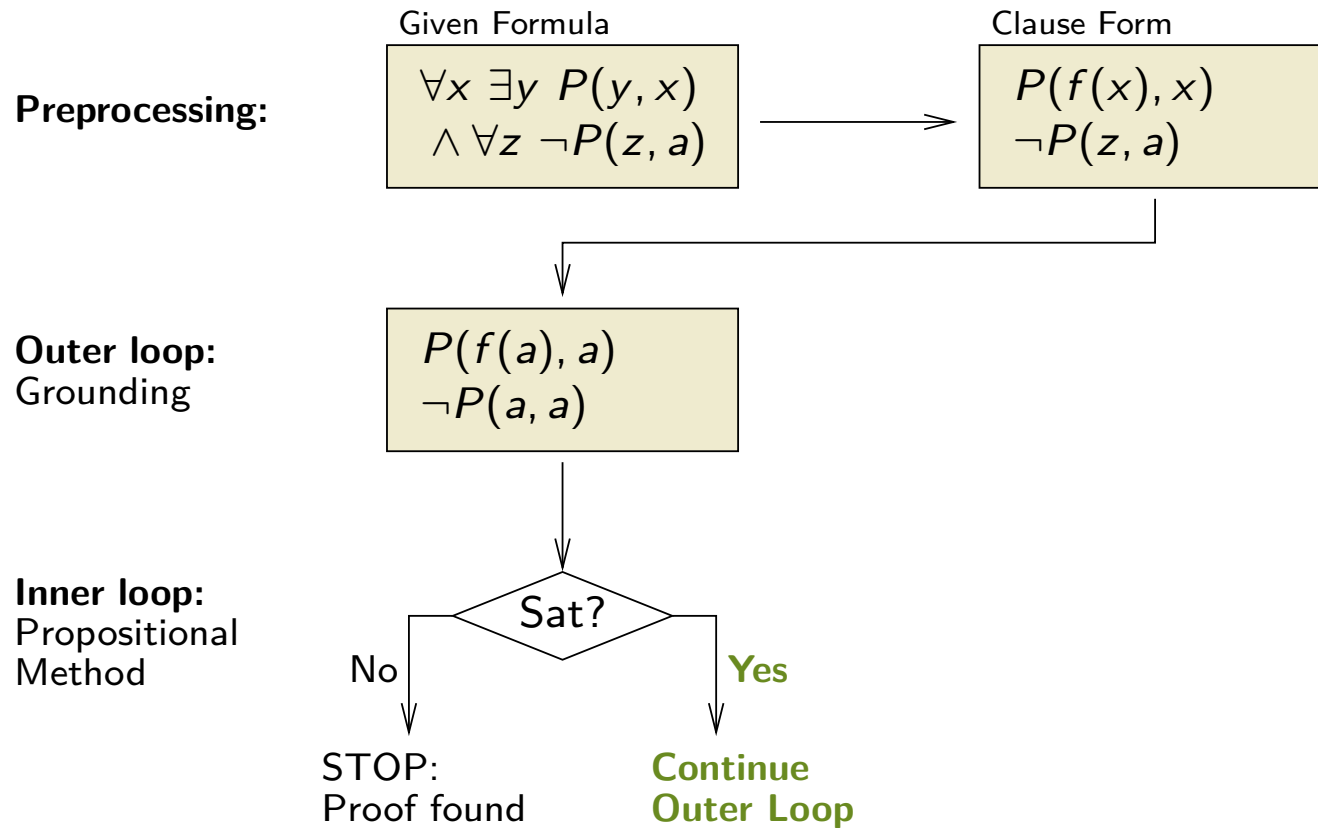 Given Formula
Clause Form
Preprocessing:
∀x ∃y P(y, x)
∧ ∀z ¬P(z, a)
P(f(x), x)
¬P(z, a)
Outer loop:
Grounding
P(f(a), a)
¬P(a, a)
Inner loop:
Propositional
Method
Sat?
No
Yes
STOP:
Proof found
Continue
Outer Loop